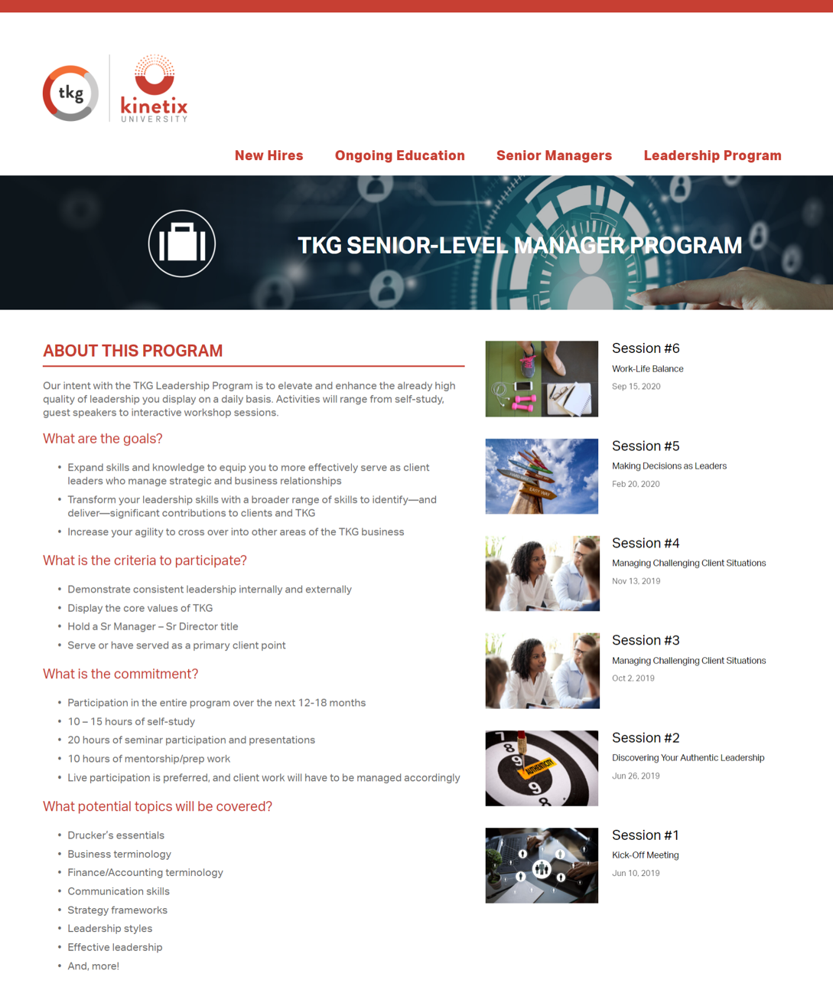 tkg
kinetix
UNIVERSITY
New Hires
Ongoing Education
Senior Managers
Leadership Program
TKG SENIOR-LEVEL MANAGER PROGRAM
ABOUT THIS PROGRAM
Our intent with the TKG Leadership Program is to elevate and enhance the already high
quality of leadership you display on a daily basis. Activities will range from self-study,
guest speakers to interactive workshop sessions.
What are the goals?
• Expand skills and knowledge to equip you to more effectively serve as client
leaders who manage strategic and business relationships
• Transform your leadership skills with a broader range of skills to identify—and
deliver—significant contributions to clients and TKG
• Increase your agility to cross over into other areas of the TKG business
What is the criteria to participate?
• Demonstrate consistent leadership internally and externally
• Display the core values of TKG
• Hold a Sr Manager – Sr Director title
• Serve or have served as a primary client point
What is the commitment?
• Participation in the entire program over the next 12-18 months
• 10 – 15 hours of self-study
• 20 hours of seminar participation and presentations
• 10 hours of mentorship/prep work
• Live participation is preferred, and client work will have to be managed accordingly
What potential topics will be covered?
• Drucker's essentials
• Business terminology
• Finance/Accounting terminology
• Communication skills
• Strategy frameworks
• Leadership styles
• Effective leadership
• And, more!
Session #6
Work-Life Balance
Sep 15, 2020
HARD WAY
EASY WAY
Session #5
Making Decisions as Leaders
Feb 20, 2020
Session #4
Managing Challenging Client Situations
Nov 13, 2019
Session #3
Managing Challenging Client Situations
Oct 2, 2019
7
8
9
AUTHENTICITY
9
8
Session #2
Discovering Your Authentic Leadership
Jun 26, 2019
Session #1
Kick-Off Meeting
Jun 10, 2019